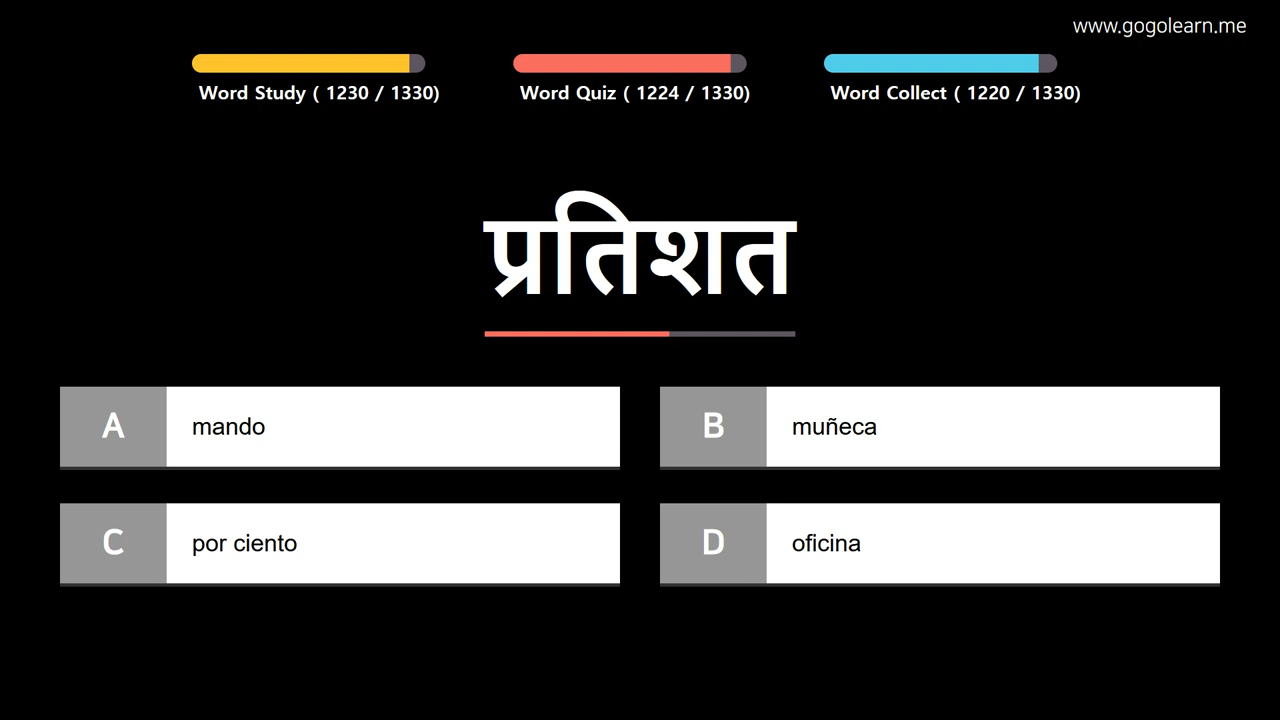 www.gogolearn.me
Word Study ( 1230 / 1330)
Word Quiz ( 1224 / 1330)
Word Collect ( 1220 / 1330)
प्रतिशत
A mando
B muñeca
C por ciento
D oficina